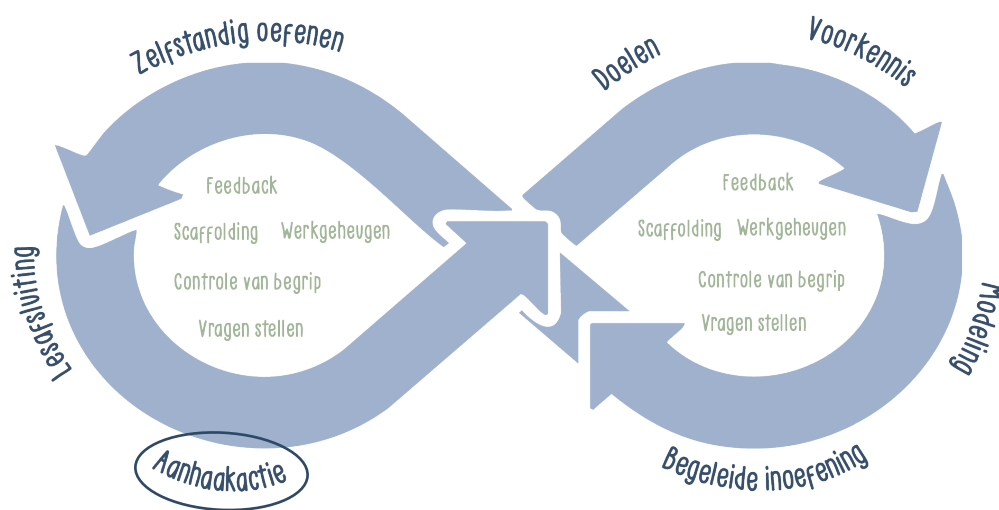 Zelfstandig oefenen
Doelen
Voorkennis
Feedback
Scaffolding Werkgeheugen
Controle van begrip
Vragen stellen
Feedback
Scaffolding Werkgeheugen
Controle van begrip
Vragen stellen
Lesafsluiting
Modeling
Aanhaakactie
Begeleide inoefening